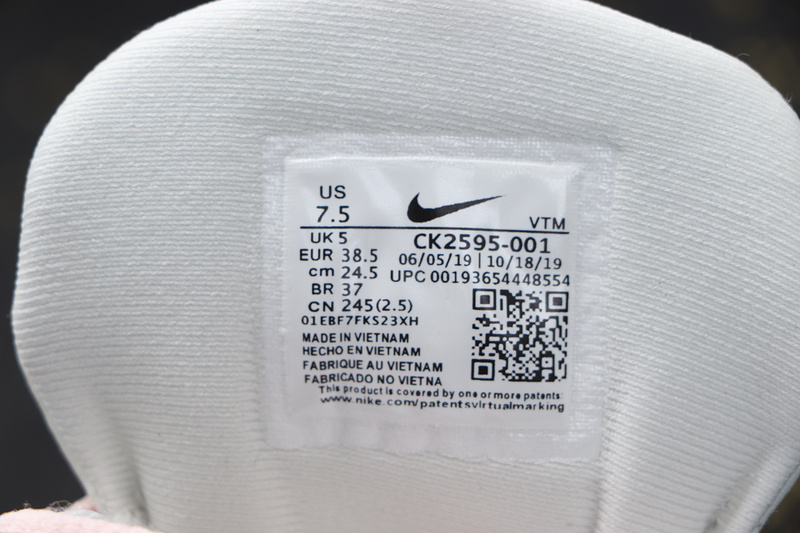 US
7.5
VTM
UK 5
EUR 38.5
cm 24.5
BR 37
CN 245(2.5)
CK2595-001
06/05/19 | 10/18/19
UPC 00193654448554
01EBF7FKS23XH
MADE IN VIETNAM
HECHO EN VIETNAM
FABRIQUE AU VIETNAM
FABRICADO NO VIETNA
This product is covered by one or more patents:
www.nike.com/patentsvirtualmarking